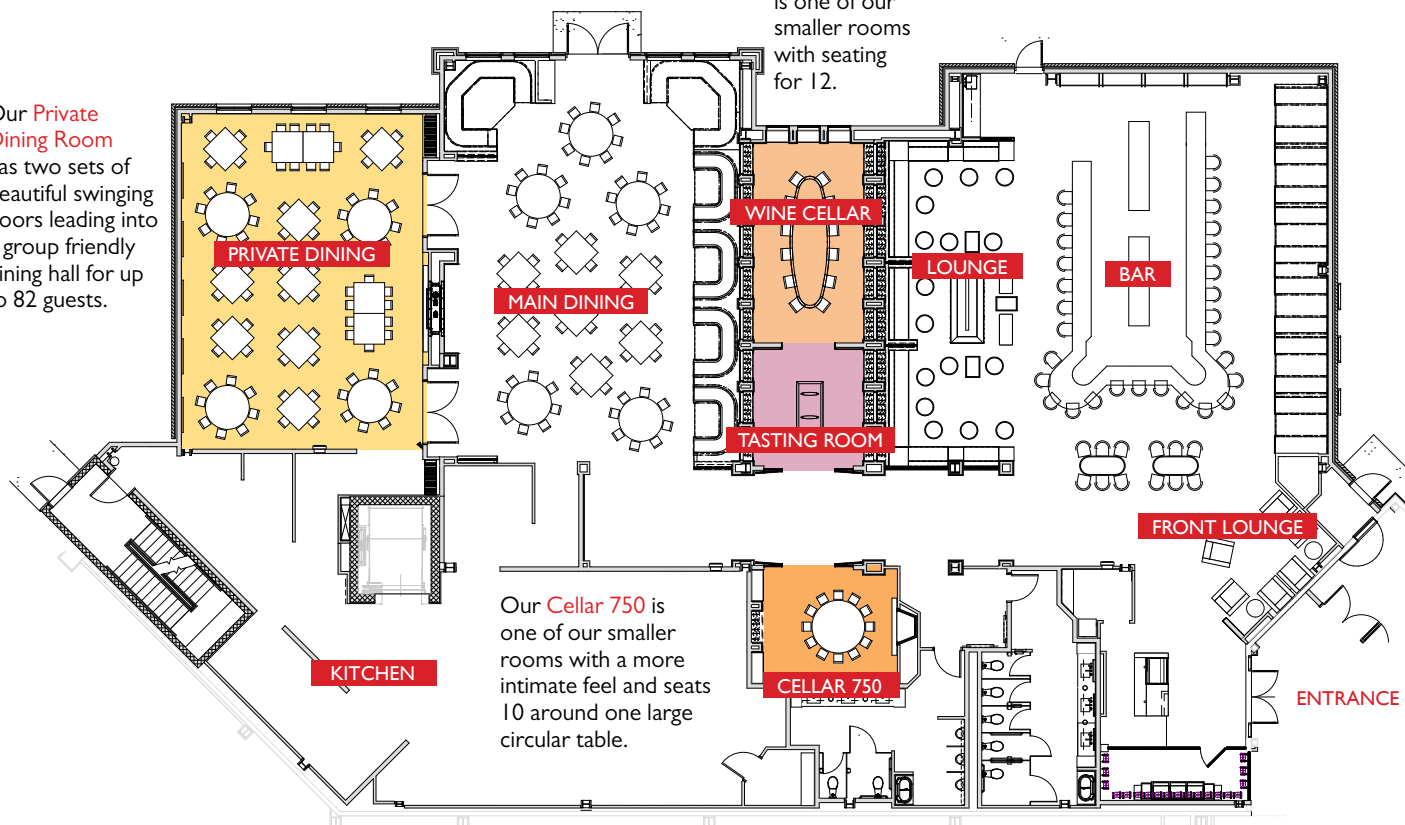 is one of our
smaller rooms
with seating
for 12.
Our Private
Dining Room
as two sets of
eautiful swinging
oors leading into
group friendly
ining hall for up
o 82 guests.
PRIVATE DINING
MAIN DINING
WINE CELLAR
LOUNGE
BAR
TASTING ROOM
FRONT LOUNGE
Our Cellar 750 is
one of our smaller
rooms with a more
intimate feel and seats
10 around one large
circular table.
KITCHEN
CELLAR 750
ENTRANCE